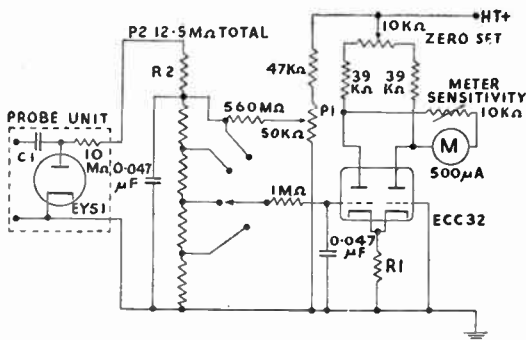 P2 12·5MΩ TOTAL
R2
PROBE UNIT
C1
10
MΩ
EY51
0·047
μF
560MΩ
47KΩ
P1
50KΩ
1MΩ
0·047
μF
10KΩ
ZERO SET
HT+
39
KΩ
39
KΩ
METER
SENSITIVITY
10KΩ
M
500μA
ECC32
R1